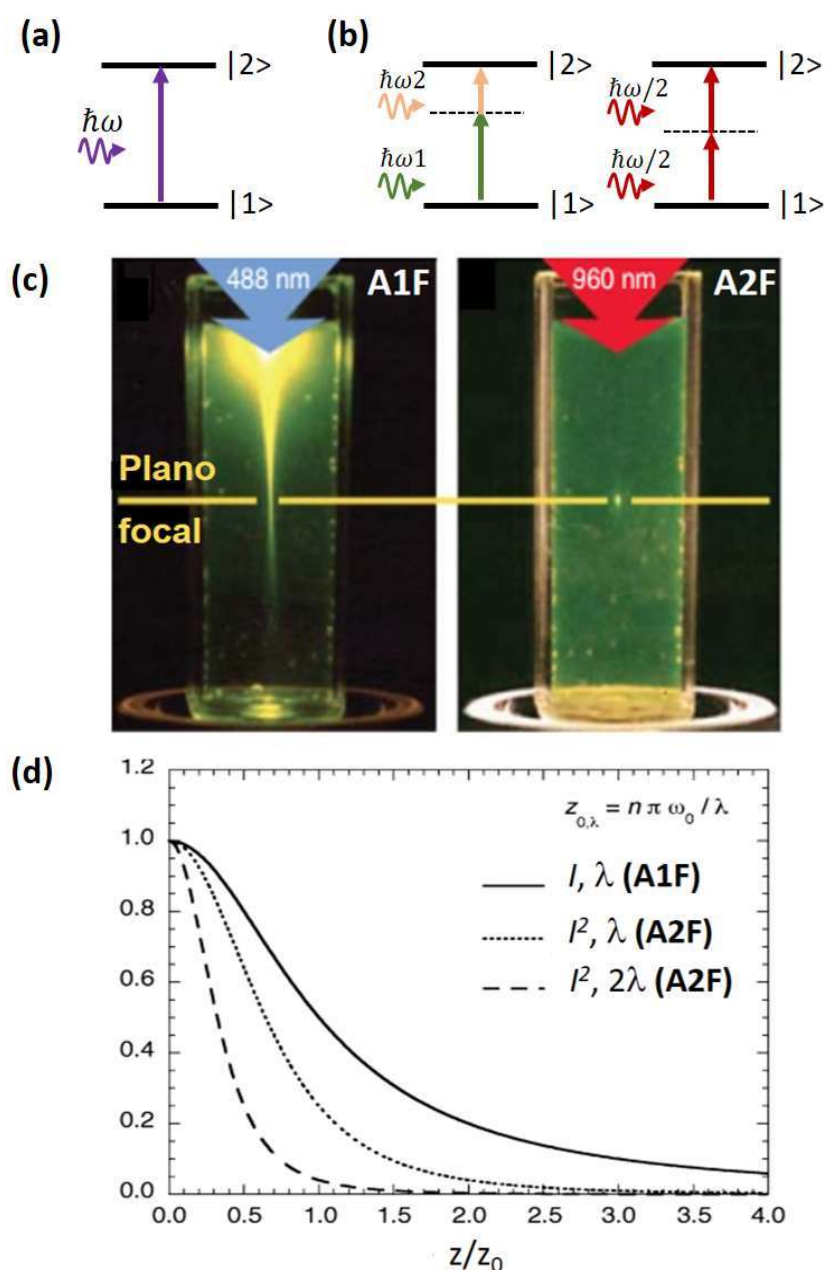 (a)
|2>
ħω
|1>
(b)
|2>
ħω2
ħω1
|1>
|2>
ħω/2
ħω/2
|1>
(c)
488 nm
A1F
960 nm
A2F
Plano
focal
(d)
1.2
1.0
0.8
0.6
0.4
0.2
0.0
z₀,λ = n π ω₀ / λ
I, λ (A1F)
I², λ (A2F)
I², 2λ (A2F)
0.0 0.5 1.0 1.5 2.0 2.5 3.0 3.5 4.0
z/z₀